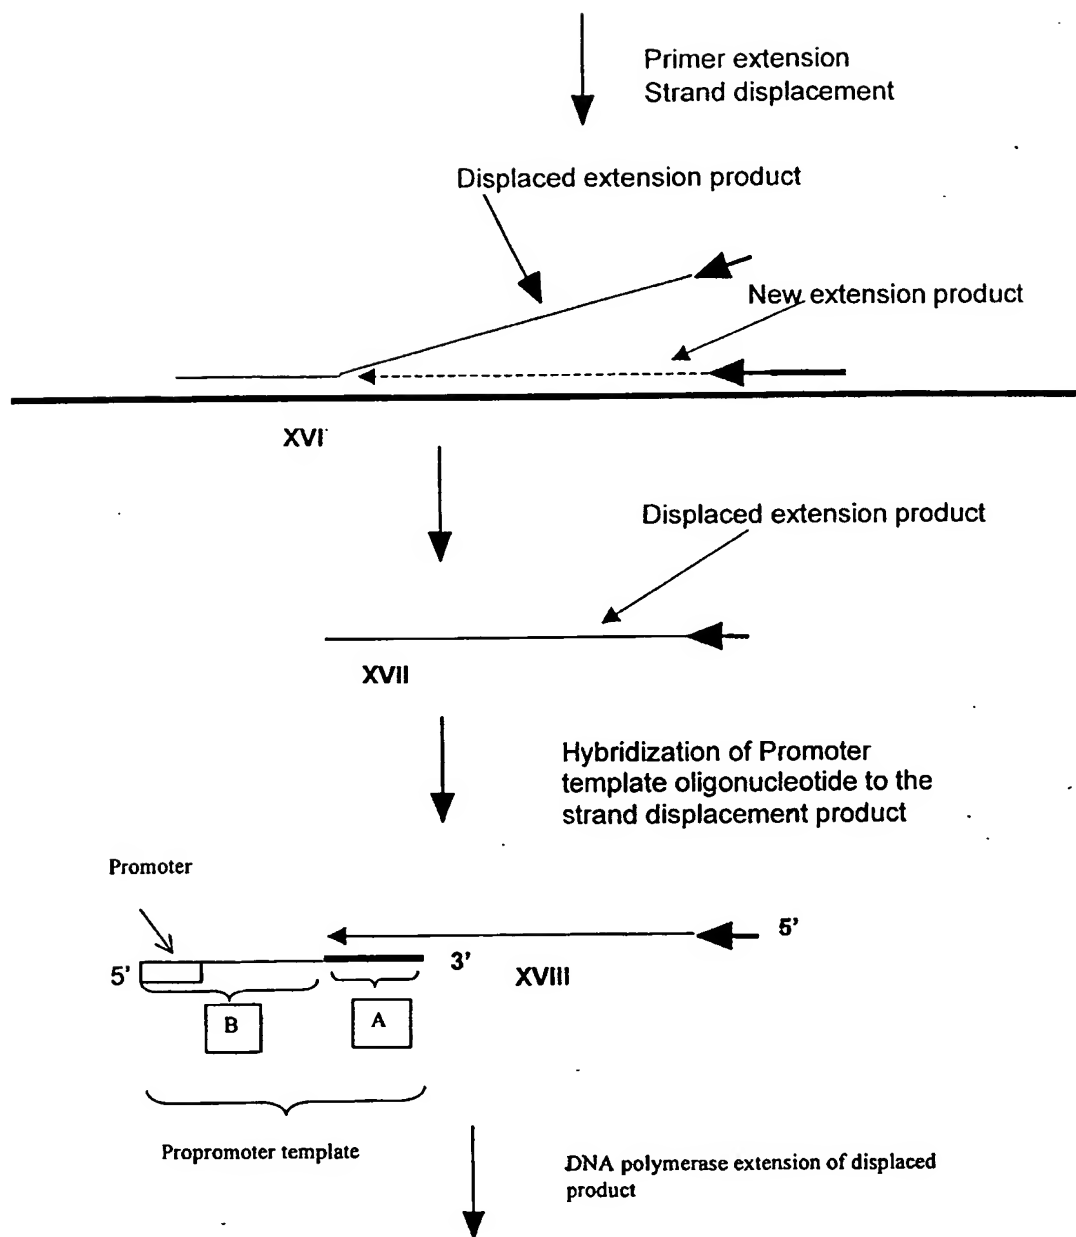 Primer extension
Strand displacement
Displaced extension product
New extension product
XVI
Displaced extension product
XVII
Hybridization of Promoter
template oligonucleotide to the
strand displacement product
Promoter
5'
5'
3'
XVIII
B
A
Propromoter template
DNA polymerase extension of displaced
product